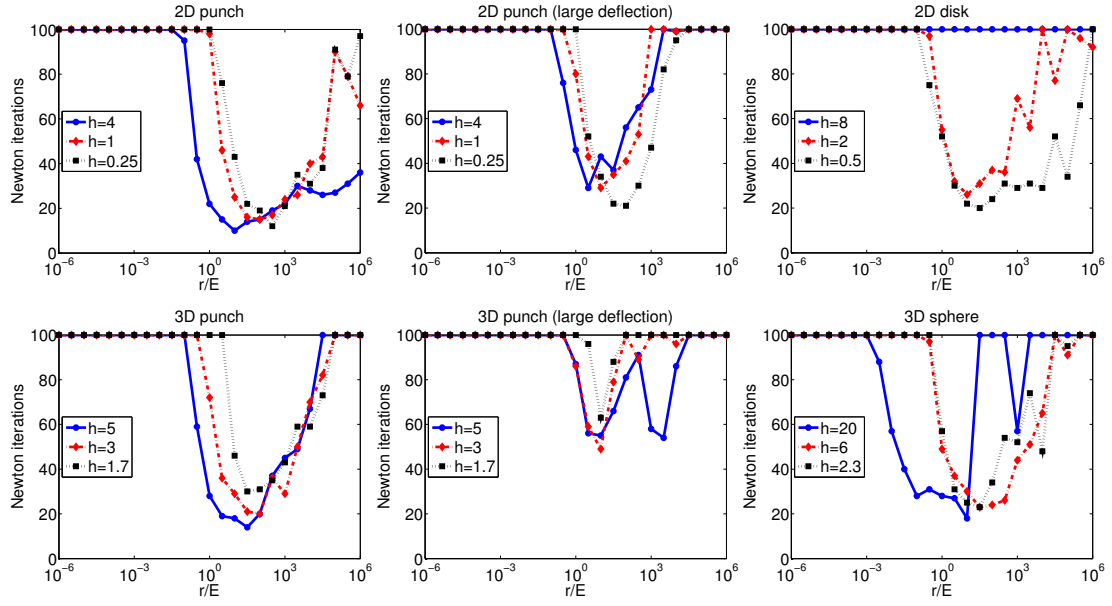 2D punch
Newton iterations
100
80
60
40
20
0
h=4
h=1
h=0.25
10^-6
10^-3
10^0
10^3
10^6
r/E
2D punch (large deflection)
Newton iterations
100
80
60
40
20
0
h=4
h=1
h=0.25
10^-6
10^-3
10^0
10^3
10^6
r/E
2D disk
Newton iterations
100
80
60
40
20
0
h=8
h=2
h=0.5
10^-6
10^-3
10^0
10^3
10^6
r/E
3D punch
Newton iterations
100
80
60
40
20
0
h=5
h=3
h=1.7
10^-6
10^-3
10^0
10^3
10^6
r/E
3D punch (large deflection)
Newton iterations
100
80
60
40
20
0
h=5
h=3
h=1.7
10^-6
10^-3
10^0
10^3
10^6
r/E
3D sphere
Newton iterations
100
80
60
40
20
0
h=20
h=6
h=2.3
10^-6
10^-3
10^0
10^3
10^6
r/E